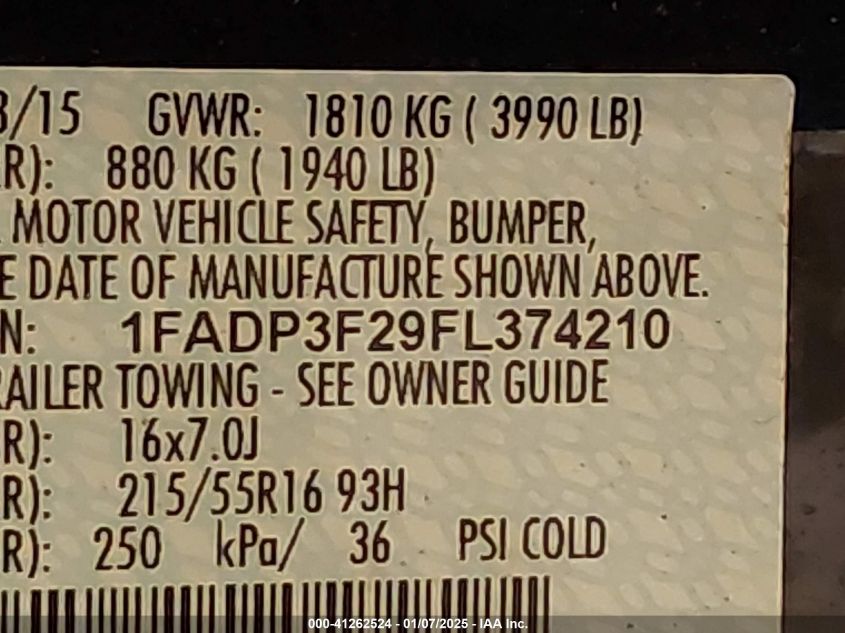 3/15 GVWR: 1810 KG ( 3990 LB)
R): 880 KG ( 1940 LB)
MOTOR VEHICLE SAFETY, BUMPER,
E DATE OF MANUFACTURE SHOWN ABOVE.
N: 1FADP3F29FL374210
RAILER TOWING - SEE OWNER GUIDE
R): 16x7.0J
R): 215/55R16 93H
R): 250 kPa/ 36 PSI COLD
000-41262524 - 01/07/2025 - IAA Inc.